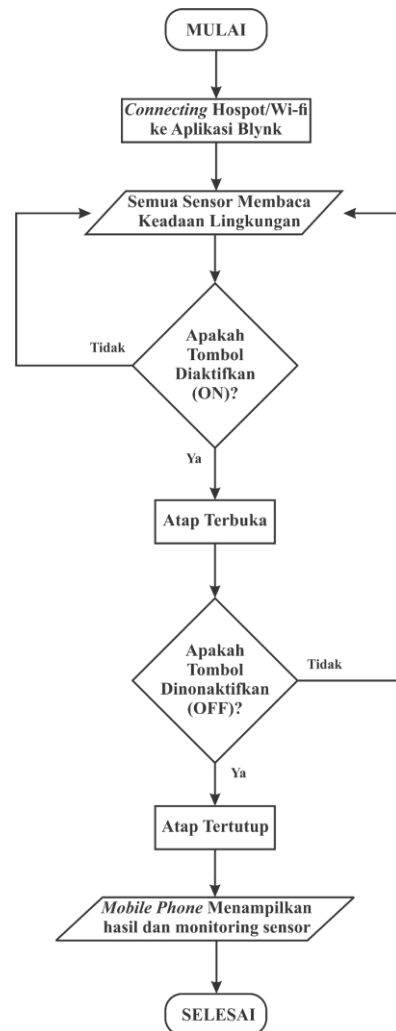 MULAI
Connecting Hospot/Wi-fi
ke Aplikasi Blynk
Semua Sensor Membaca
Keadaan Lingkungan
Tidak
Apakah
Tombol
Diaktifkan
(ON)?
Ya
Atap Terbuka
Apakah
Tombol
Dinonaktifkan
(OFF)?
Tidak
Ya
Atap Tertutup
Mobile Phone Menampilkan
hasil dan monitoring sensor
SELESAI